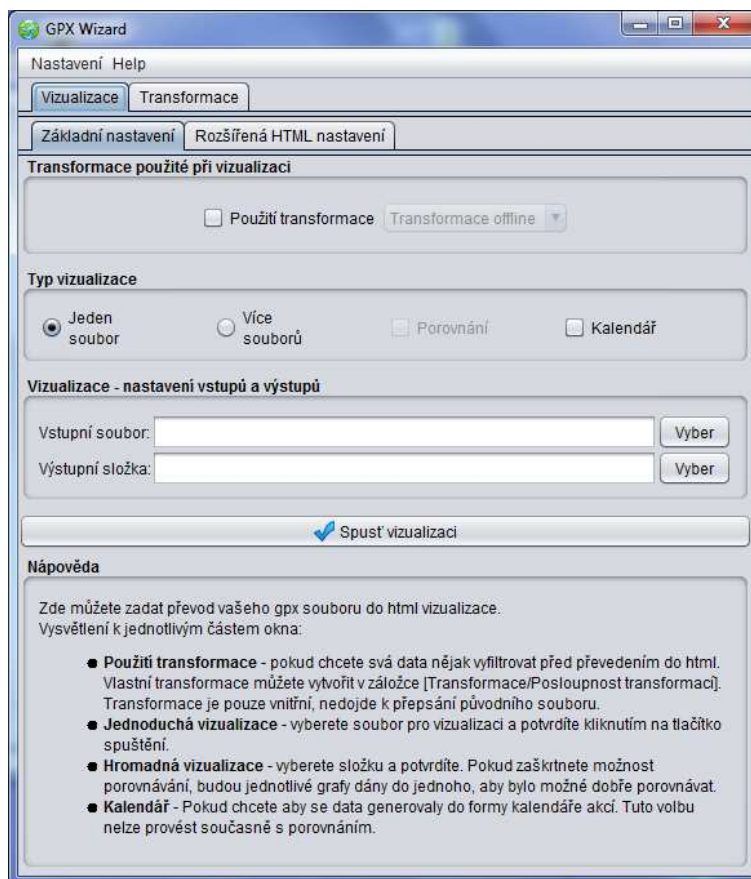 GPX Wizard
Nastavení Help
Vizualizace Transformace
Základní nastavení Rozšířená HTML nastavení
Transformace použité při vizualizaci
Použití transformace Transformace offline
Typ vizualizace
Jeden soubor
Více souborů
Porovnání
Kalendář
Vizualizace - nastavení vstupů a výstupů
Vstupní soubor: Vyber
Výstupní složka: Vyber
Spusť vizualizaci
Nápověda
Zde můžete zadat převod vašeho gpx souboru do html vizualizace.
Vysvětlení k jednotlivým částem okna:
● Použití transformace - pokud chcete svá data nějak vyfiltrovat před převedením do html.
Vlastní transformace můžete vytvořit v záložce [Transformace/Posloupnost transformací].
Transformace je pouze vnitřní, nedojde k přepsání původního souboru.
● Jednoduchá vizualizace - vyberete soubor pro vizualizaci a potvrdíte kliknutím na tlačítko
spuštění.
● Hromadná vizualizace - vyberete složku a potvrdíte. Pokud zaškrtnete možnost
porovnávání, budou jednotlivé grafy dány do jednoho, aby bylo možné dobře porovnávat.
● Kalendář - Pokud chcete aby se data generovaly do formy kalendáře akcí. Tuto volbu
nelze provést současně s porovnáním.